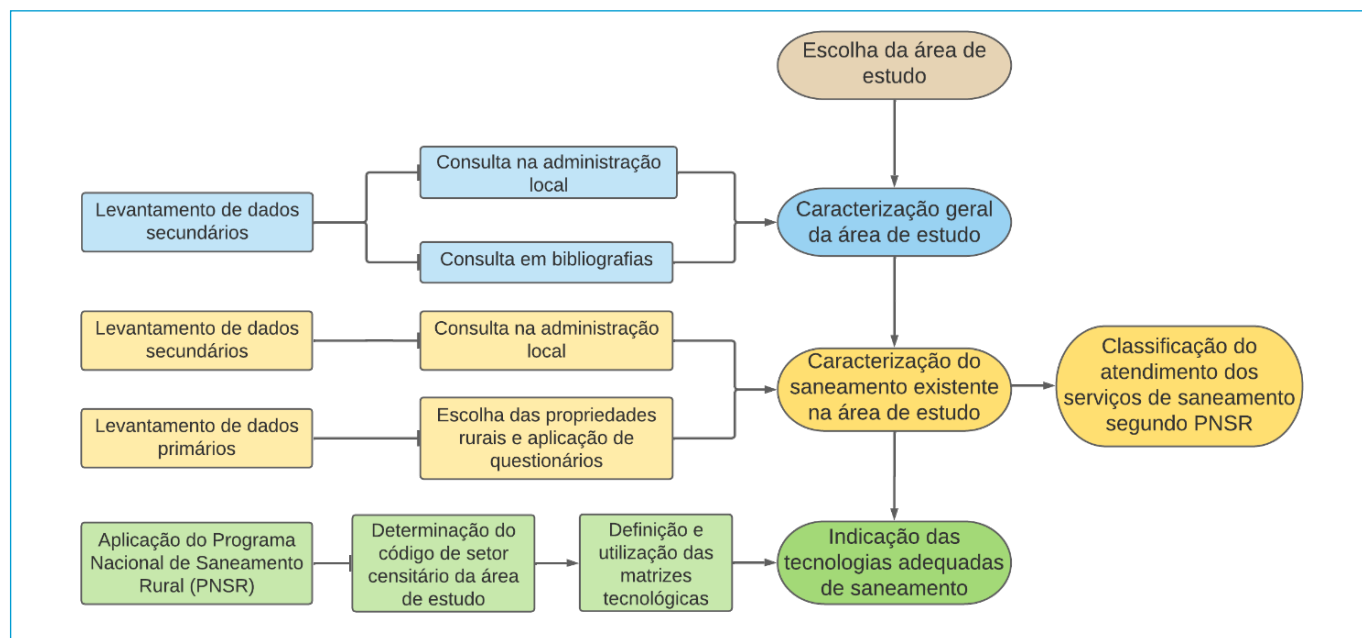 Escolha da área de
estudo
Levantamento de dados
secundários
Consulta na administração
local
Consulta em bibliografias
Caracterização geral
da área de estudo
Levantamento de dados
secundários
Consulta na administração
local
Levantamento de dados
primários
Escolha das propriedades
rurais e aplicação de
questionários
Caracterização do
saneamento existente
na área de estudo
Classificação do
atendimento dos
serviços de saneamento
segundo PNSR
Aplicação do Programa
Nacional de Saneamento
Rural (PNSR)
Determinação do
código de setor
censitário da área
de estudo
Definição e
utilização das
matrizes
tecnológicas
Indicação das
tecnologias adequadas
de saneamento